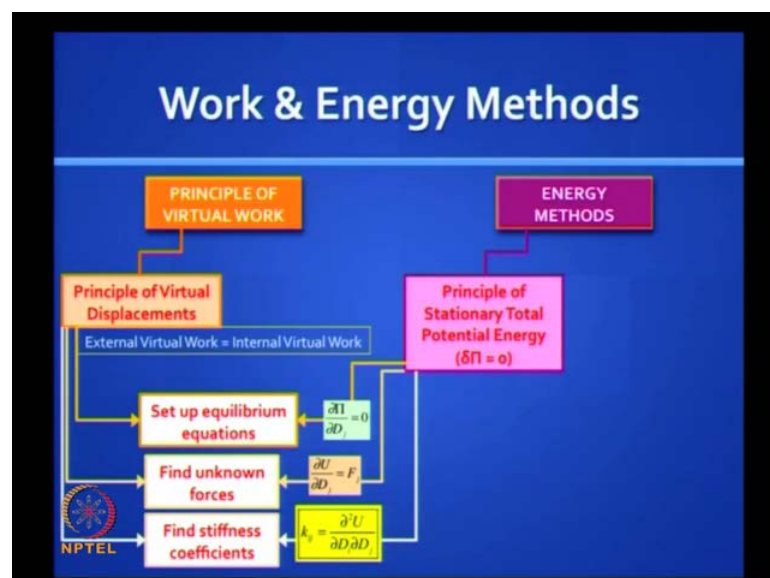 Work & Energy Methods
PRINCIPLE OF
VIRTUAL WORK
ENERGY
METHODS
Principle of Virtual
Displacements
Principle of
Stationary Total
Potential Energy
(δΠ = 0)
External Virtual Work = Internal Virtual Work
Set up equilibrium
equations
∂Π/∂D_j = 0
Find unknown
forces
∂U/∂D_j = F_j
Find stiffness
coefficients
k_ij = ∂²U/∂D_i∂D_j
NPTEL